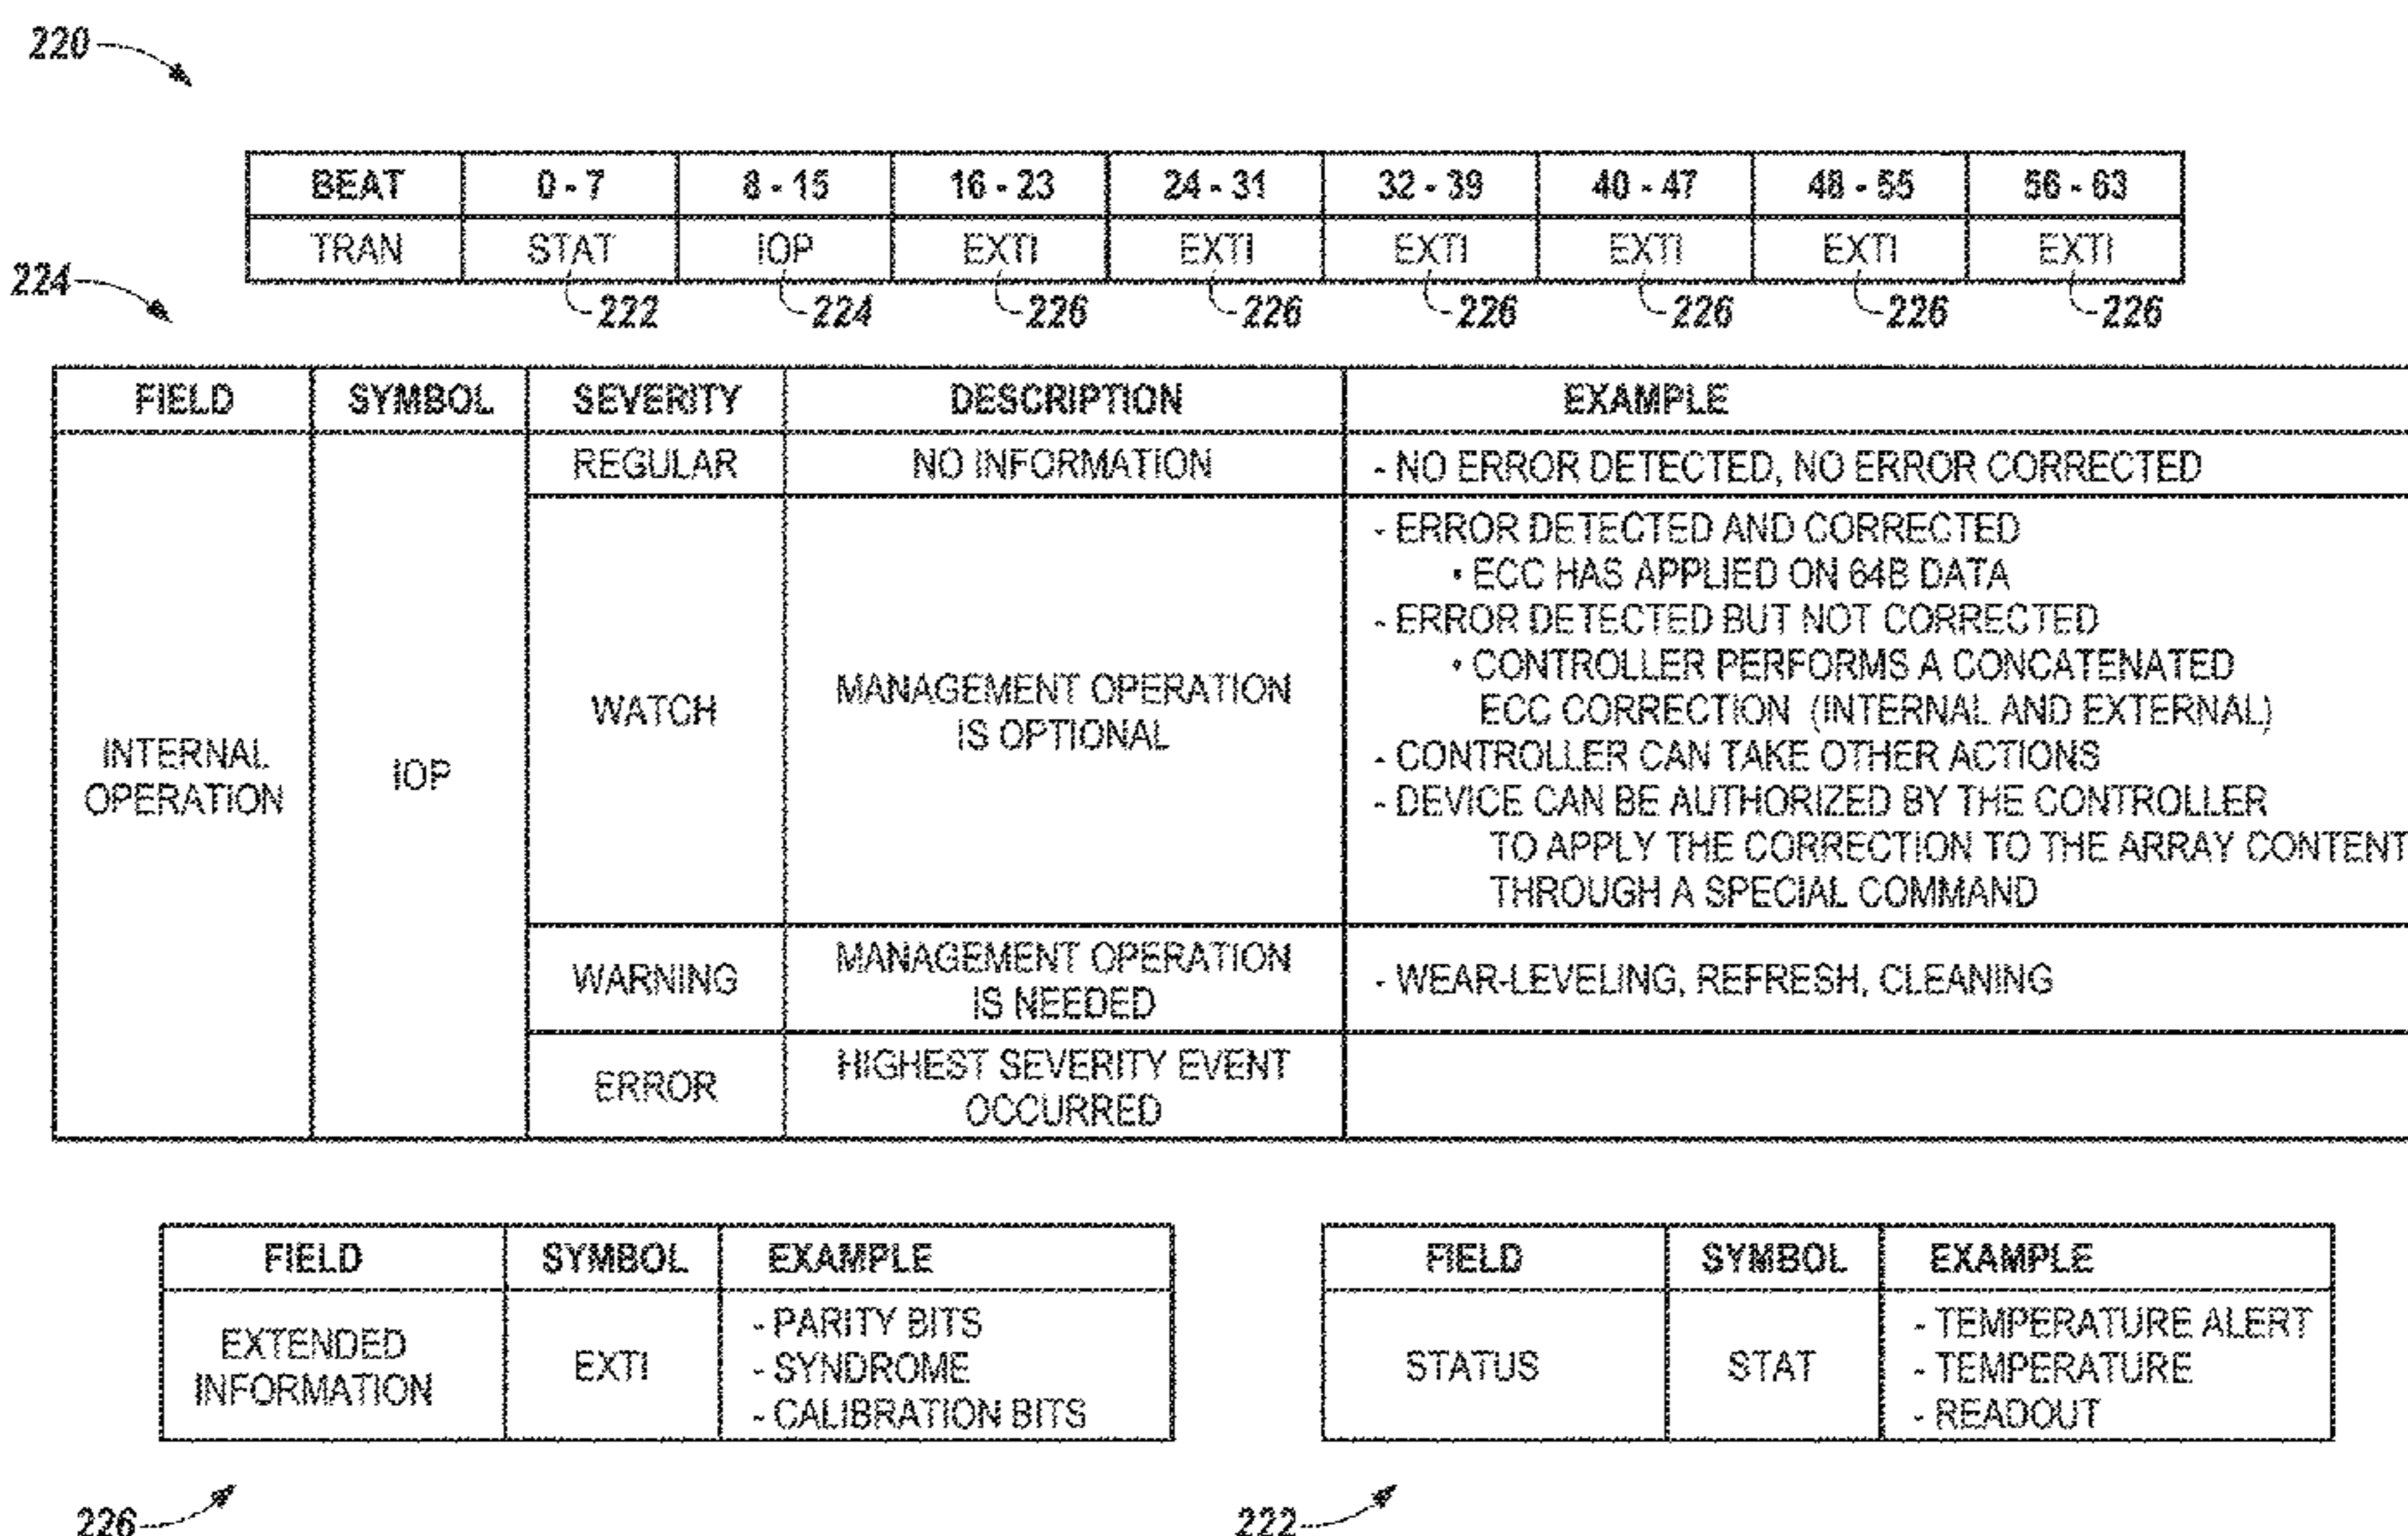 220
BEAT 0 - 7 8 - 15 16 - 23 24 - 31 32 - 39 40 - 47 48 - 55 56 - 63
TRAN STAT IOP EXTI EXTI EXTI EXTI EXTI EXTI
224
222 224 226 226 226 226 226 226
FIELD SYMBOL SEVERITY DESCRIPTION EXAMPLE
INTERNAL
OPERATION
IOP
REGULAR NO INFORMATION - NO ERROR DETECTED, NO ERROR CORRECTED
WATCH
MANAGEMENT OPERATION
IS OPTIONAL
- ERROR DETECTED AND CORRECTED
• ECC HAS APPLIED ON 64B DATA
- ERROR DETECTED BUT NOT CORRECTED
• CONTROLLER PERFORMS A CONCATENATED
ECC CORRECTION (INTERNAL AND EXTERNAL)
- CONTROLLER CAN TAKE OTHER ACTIONS
- DEVICE CAN BE AUTHORIZED BY THE CONTROLLER
TO APPLY THE CORRECTION TO THE ARRAY CONTENT
THROUGH A SPECIAL COMMAND
WARNING
MANAGEMENT OPERATION
IS NEEDED
- WEAR-LEVELING, REFRESH, CLEANING
ERROR
HIGHEST SEVERITY EVENT
OCCURRED
FIELD SYMBOL EXAMPLE
EXTENDED
INFORMATION
EXTI
- PARITY BITS
- SYNDROME
- CALIBRATION BITS
226
FIELD SYMBOL EXAMPLE
STATUS
STAT
- TEMPERATURE ALERT
- TEMPERATURE
- READOUT
222